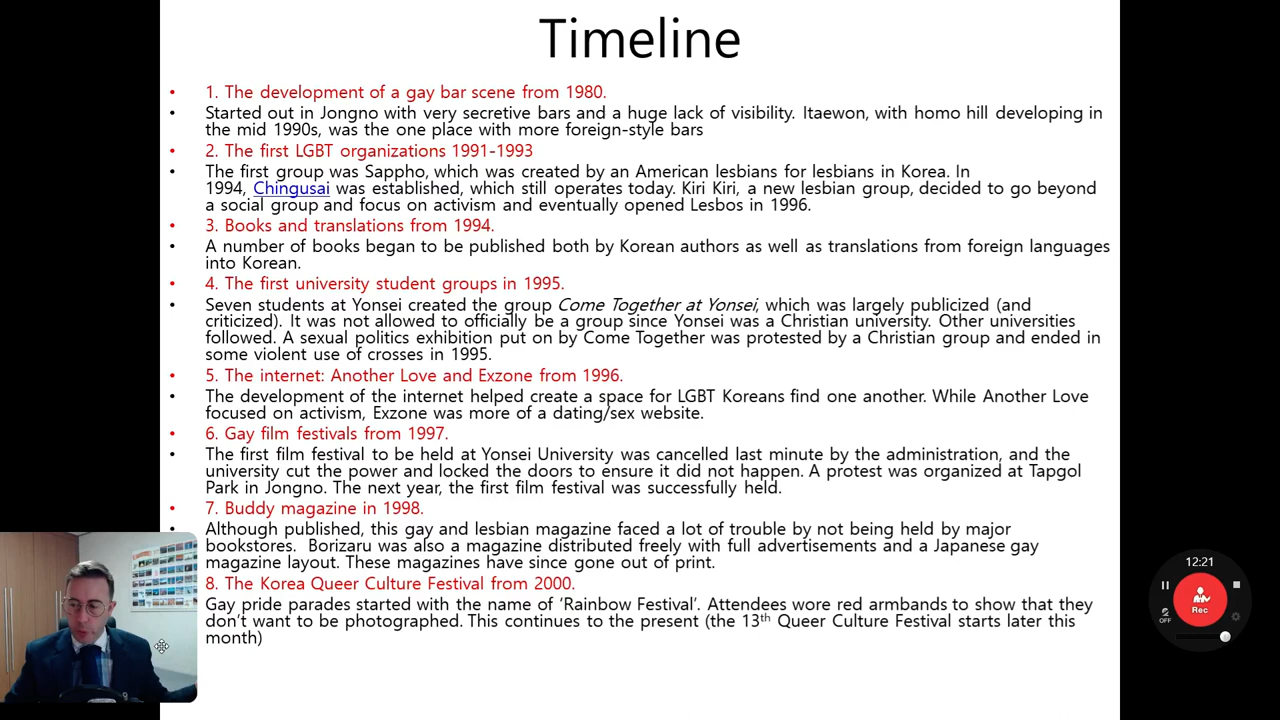 Timeline
• 1. The development of a gay bar scene from 1980.
• Started out in Jongno with very secretive bars and a huge lack of visibility. Itaewon, with homo hill developing in
the mid 1990s, was the one place with more foreign-style bars
• 2. The first LGBT organizations 1991-1993
• The first group was Sappho, which was created by an American lesbians for lesbians in Korea. In
1994, Chingusai was established, which still operates today. Kiri Kiri, a new lesbian group, decided to go beyond
a social group and focus on activism and eventually opened Lesbos in 1996.
• 3. Books and translations from 1994.
• A number of books began to be published both by Korean authors as well as translations from foreign languages
into Korean.
• 4. The first university student groups in 1995.
• Seven students at Yonsei created the group Come Together at Yonsei, which was largely publicized (and
criticized). It was not allowed to officially be a group since Yonsei was a Christian university. Other universities
followed. A sexual politics exhibition put on by Come Together was protested by a Christian group and ended in
some violent use of crosses in 1995.
• 5. The internet: Another Love and Exzone from 1996.
• The development of the internet helped create a space for LGBT Koreans find one another. While Another Love
focused on activism, Exzone was more of a dating/sex website.
• 6. Gay film festivals from 1997.
• The first film festival to be held at Yonsei University was cancelled last minute by the administration, and the
university cut the power and locked the doors to ensure it did not happen. A protest was organized at Tapgol
Park in Jongno. The next year, the first film festival was successfully held.
• 7. Buddy magazine in 1998.
• Although published, this gay and lesbian magazine faced a lot of trouble by not being held by major
bookstores. Borizaru was also a magazine distributed freely with full advertisements and a Japanese gay
magazine layout. These magazines have since gone out of print.
8. The Korea Queer Culture Festival from 2000.
Gay pride parades started with the name of ‘Rainbow Festival’. Attendees wore red armbands to show that they
don’t want to be photographed. This continues to the present (the 13th Queer Culture Festival starts later this
month)
12:21
Rec
OFF